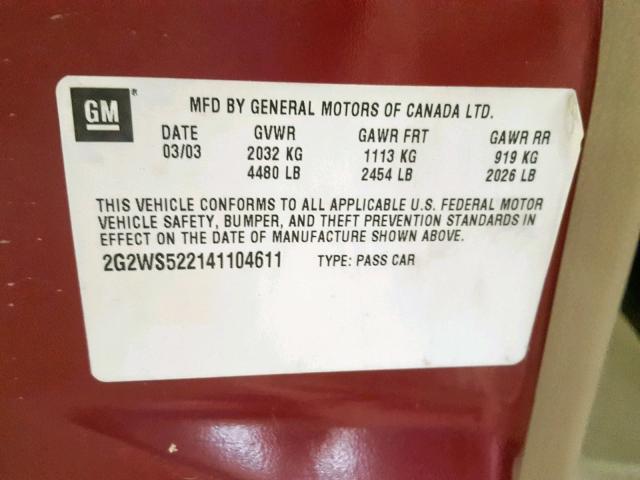 GM ®
MFD BY GENERAL MOTORS OF CANADA LTD.
DATE GVWR GAWR FRT GAWR RR
03/03 2032 KG 1113 KG 919 KG
4480 LB 2454 LB 2026 LB
THIS VEHICLE CONFORMS TO ALL APPLICABLE U.S. FEDERAL MOTOR
VEHICLE SAFETY, BUMPER, AND THEFT PREVENTION STANDARDS IN
EFFECT ON THE DATE OF MANUFACTURE SHOWN ABOVE.
2G2WS522141104611 TYPE: PASS CAR